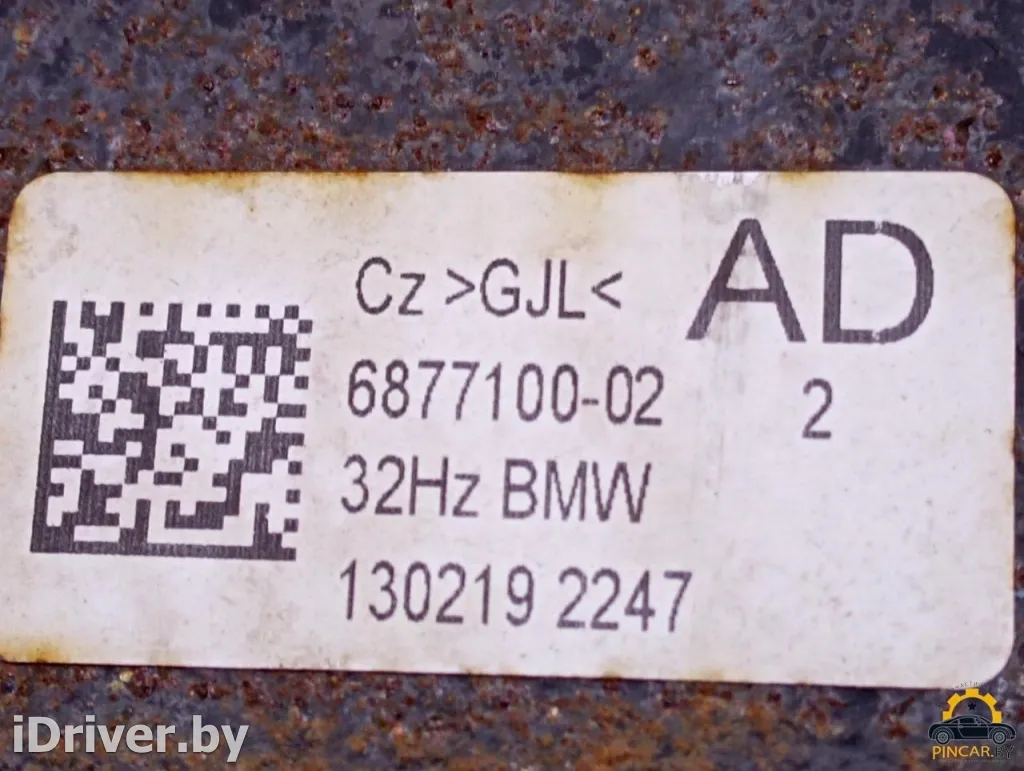 AD
Cz >GJL<
6877100-02
2
32Hz BMW
130219 2247
iDriver.by
PINCAR.BY